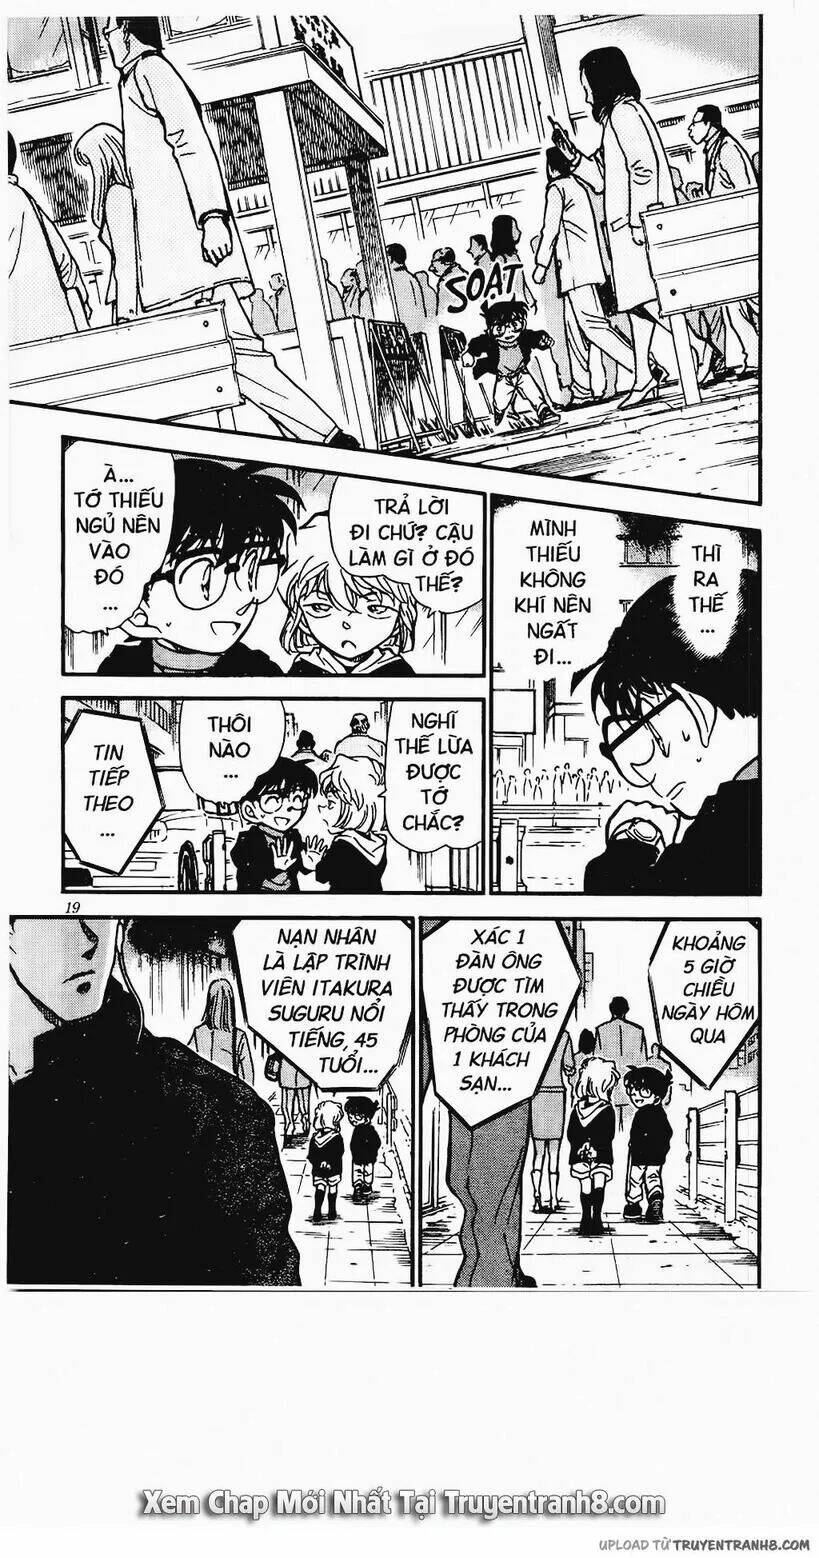 SOẠT
THÌ
RA
THẾ
...
MÌNH
THIẾU
KHÔNG
KHÍ NÊN
NGẤT
ĐI...
TRẢ LỜI
ĐI CHỨ? CẬU
LÀM GÌ Ở ĐÓ
THẾ?
À...
TỚ THIẾU
NGỦ NÊN
VÀO
ĐÓ
...
NGHĨ
THẾ LỪA
ĐƯỢC
TỚ
CHẮC?
THÔI
NÀO
...
TIN
TIẾP
THEO
...
19
KHOẢNG
5 GIỜ
CHIỀU
NGÀY HÔM
QUA
XÁC 1
ĐÀN ÔNG
ĐƯỢC TÌM
THẤY TRONG
PHÒNG CỦA
1 KHÁCH
SẠN...
NẠN NHÂN
LÀ LẬP TRÌNH
VIÊN ITAKURA
SUGURU NỔI
TIẾNG, 45
TUỔI...
Xem Chap Mới Nhất Tại Truyentranh8.com
UPLOAD TỪ TRUYENTRANH8.COM